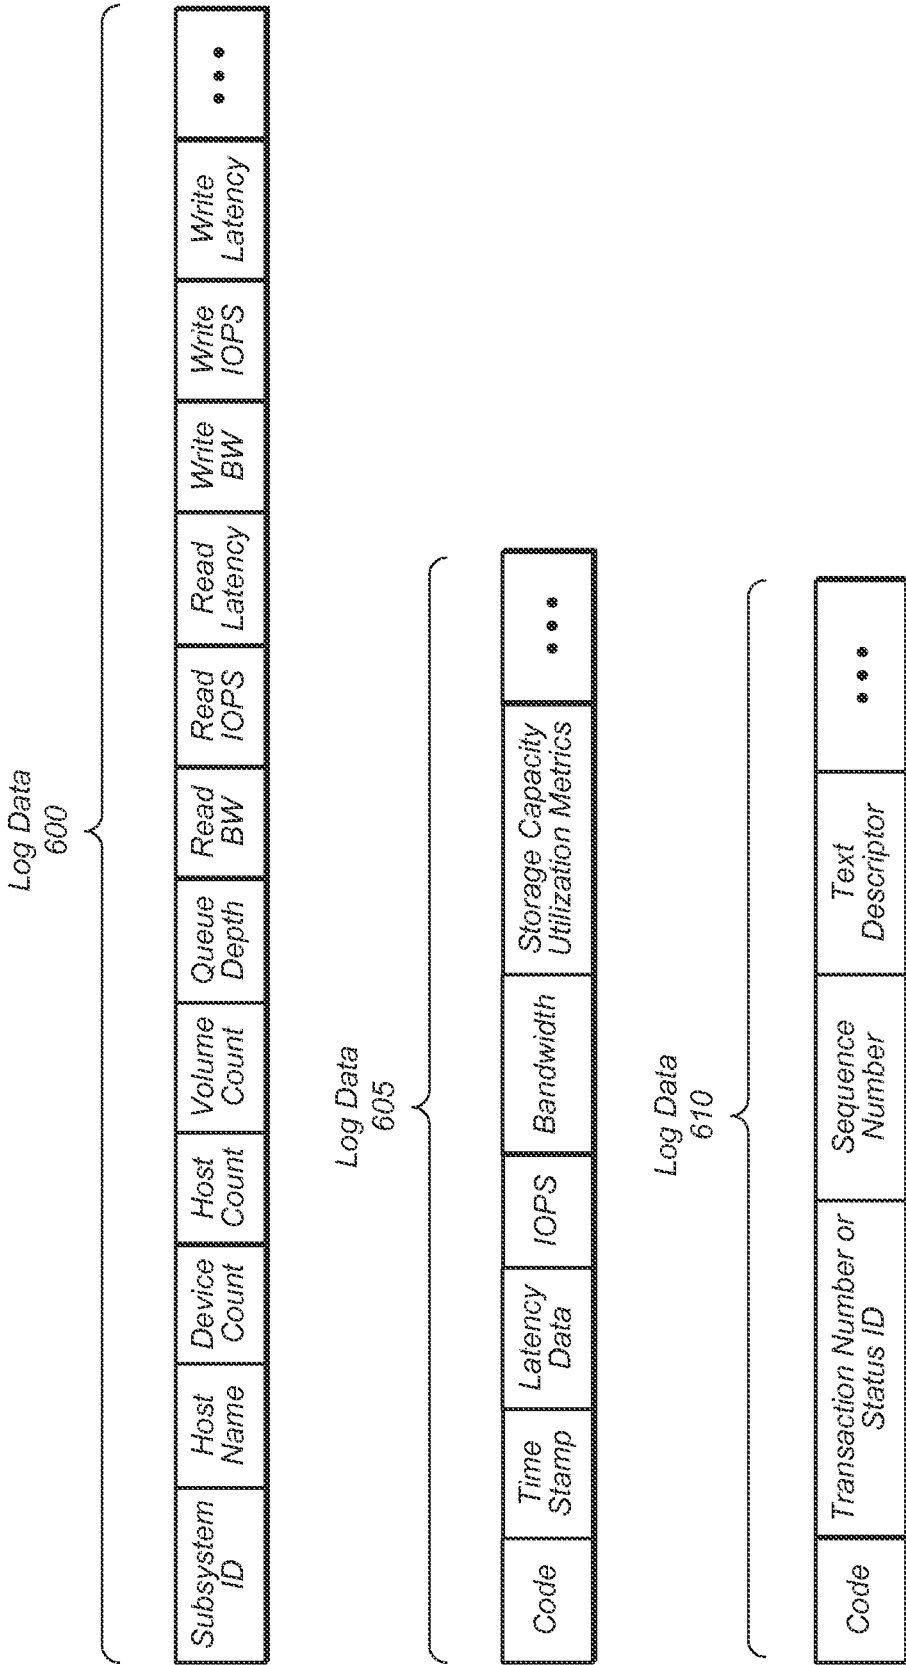 Log Data
600
Subsystem
ID
Host
Name
Device
Count
Host
Count
Volume
Count
Queue
Depth
Read
BW
Read
IOPS
Read
Latency
Write
BW
Write
IOPS
Write
Latency
•••
Log Data
605
Code
Time
Stamp
Latency
Data
IOPS
Bandwidth
Storage Capacity
Utilization Metrics
•••
Log Data
610
Code
Transaction Number or
Status ID
Sequence
Number
Text
Descriptor
•••